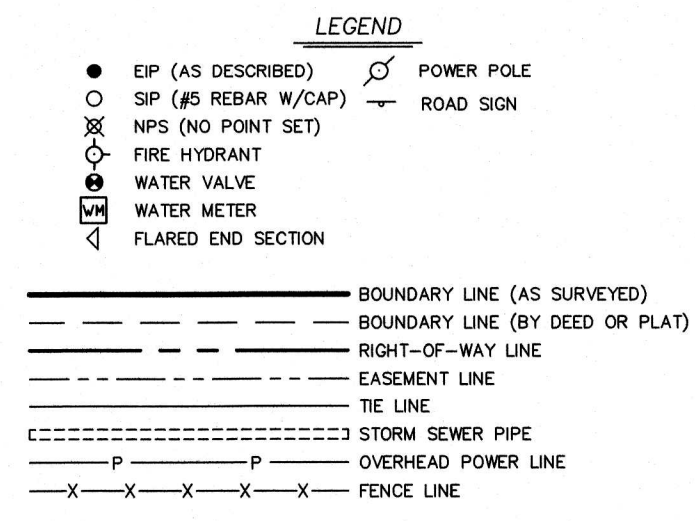 LEGEND
EIP (AS DESCRIBED)
SIP (#5 REBAR W/CAP)
NPS (NO POINT SET)
FIRE HYDRANT
WATER VALVE
WM WATER METER
FLARED END SECTION
POWER POLE
ROAD SIGN
BOUNDARY LINE (AS SURVEYED)
BOUNDARY LINE (BY DEED OR PLAT)
RIGHT-OF-WAY LINE
EASEMENT LINE
TIE LINE
STORM SEWER PIPE
P P OVERHEAD POWER LINE
X X X X X FENCE LINE